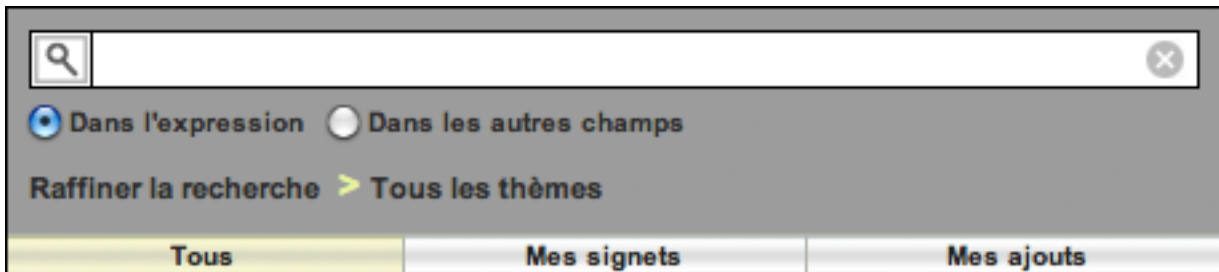 Dans l'expression Dans les autres champs
Raffiner la recherche > Tous les thèmes
Tous Mes signets Mes ajouts